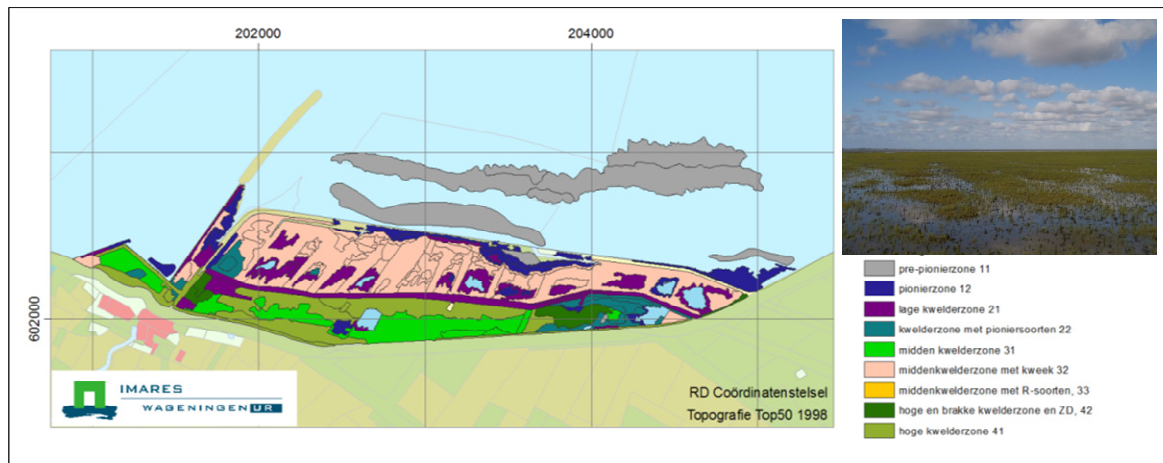 202000
204000
602000
pre-pionierzone 11
pionierzone 12
lage kwelderzone 21
kwelderzone met pioniersoorten 22
midden kwelderzone 31
middenkwelderzone met kweek 32
middenkwelderzone met R-soorten, 33
hoge en brakke kwelderzone en ZD, 42
hoge kwelderzone 41
IMARES
WAGENINGEN UR
RD Coördinatenstelsel
Topografie Top50 1998